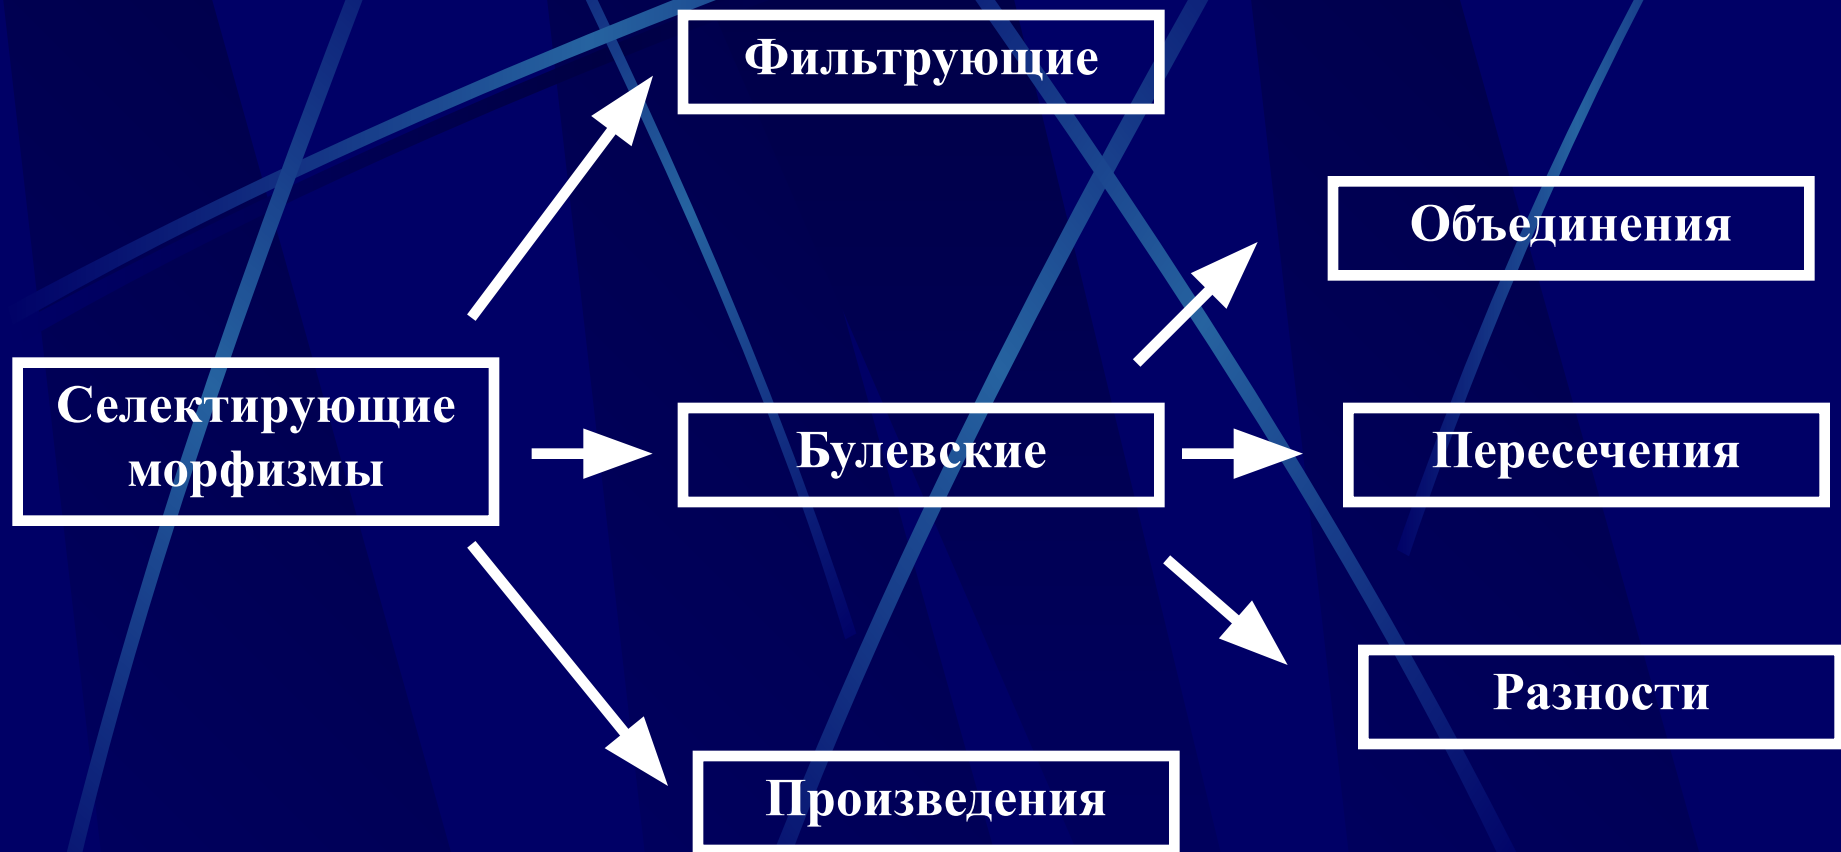 Фильтрующие
Объединения
Селектирующие
морфизмы
Булевские
Пересечения
Разности
Произведения